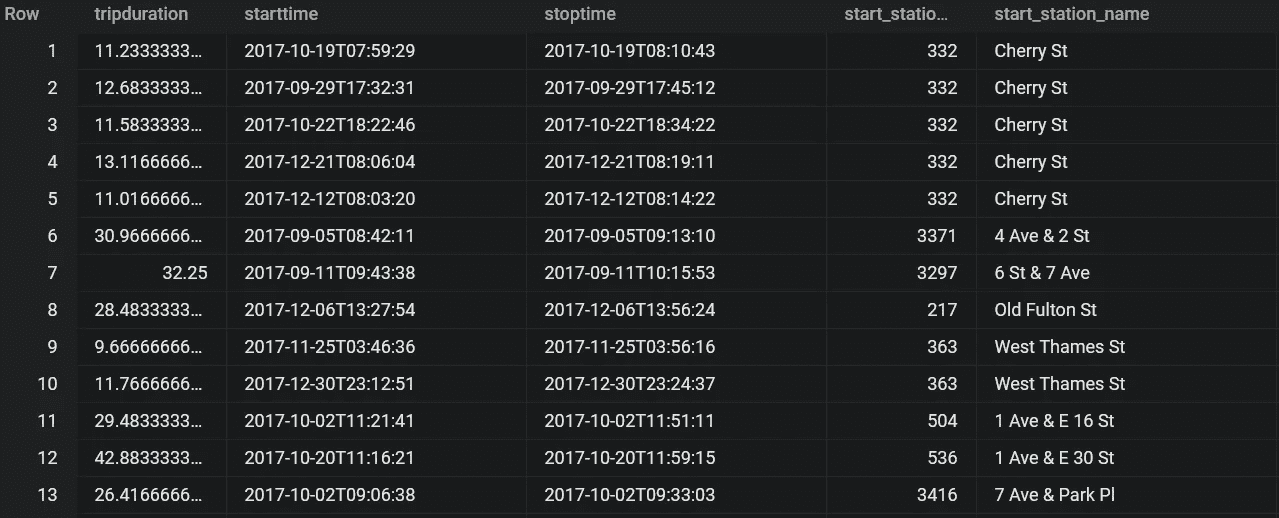 Row tripduration starttime stoptime start_statio… start_station_name
1 11.2333333… 2017-10-19T07:59:29 2017-10-19T08:10:43 332 Cherry St
2 12.6833333… 2017-09-29T17:32:31 2017-09-29T17:45:12 332 Cherry St
3 11.5833333… 2017-10-22T18:22:46 2017-10-22T18:34:22 332 Cherry St
4 13.1166666… 2017-12-21T08:06:04 2017-12-21T08:19:11 332 Cherry St
5 11.0166666… 2017-12-12T08:03:20 2017-12-12T08:14:22 332 Cherry St
6 30.9666666… 2017-09-05T08:42:11 2017-09-05T09:13:10 3371 4 Ave & 2 St
7 32.25 2017-09-11T09:43:38 2017-09-11T10:15:53 3297 6 St & 7 Ave
8 28.4833333… 2017-12-06T13:27:54 2017-12-06T13:56:24 217 Old Fulton St
9 9.66666666… 2017-11-25T03:46:36 2017-11-25T03:56:16 363 West Thames St
10 11.7666666… 2017-12-30T23:12:51 2017-12-30T23:24:37 363 West Thames St
11 29.4833333… 2017-10-02T11:21:41 2017-10-02T11:51:11 504 1 Ave & E 16 St
12 42.8833333… 2017-10-20T11:16:21 2017-10-20T11:59:15 536 1 Ave & E 30 St
13 26.4166666… 2017-10-02T09:06:38 2017-10-02T09:33:03 3416 7 Ave & Park Pl